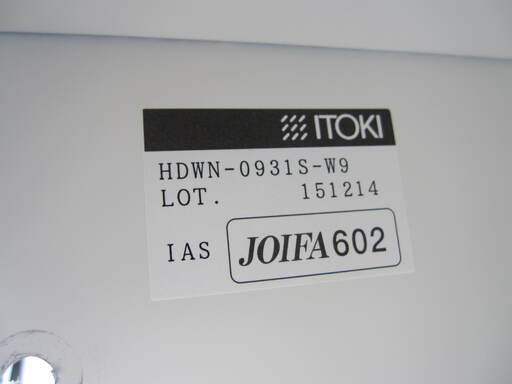 ITOKI
HDWN-0931S-W9
LOT. 151214
IAS JOIFA602